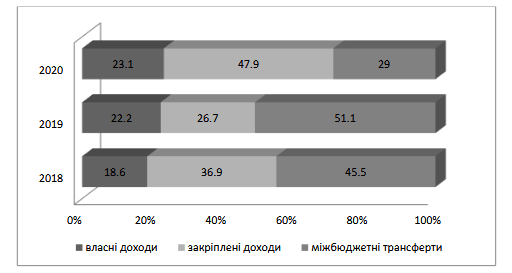 2020 23.1 47.9 29
2019 22.2 26.7 51.1
2018 18.6 36.9 45.5
0% 20% 40% 60% 80% 100%
власні доходи закріплені доходи міжбюджетні трансферти